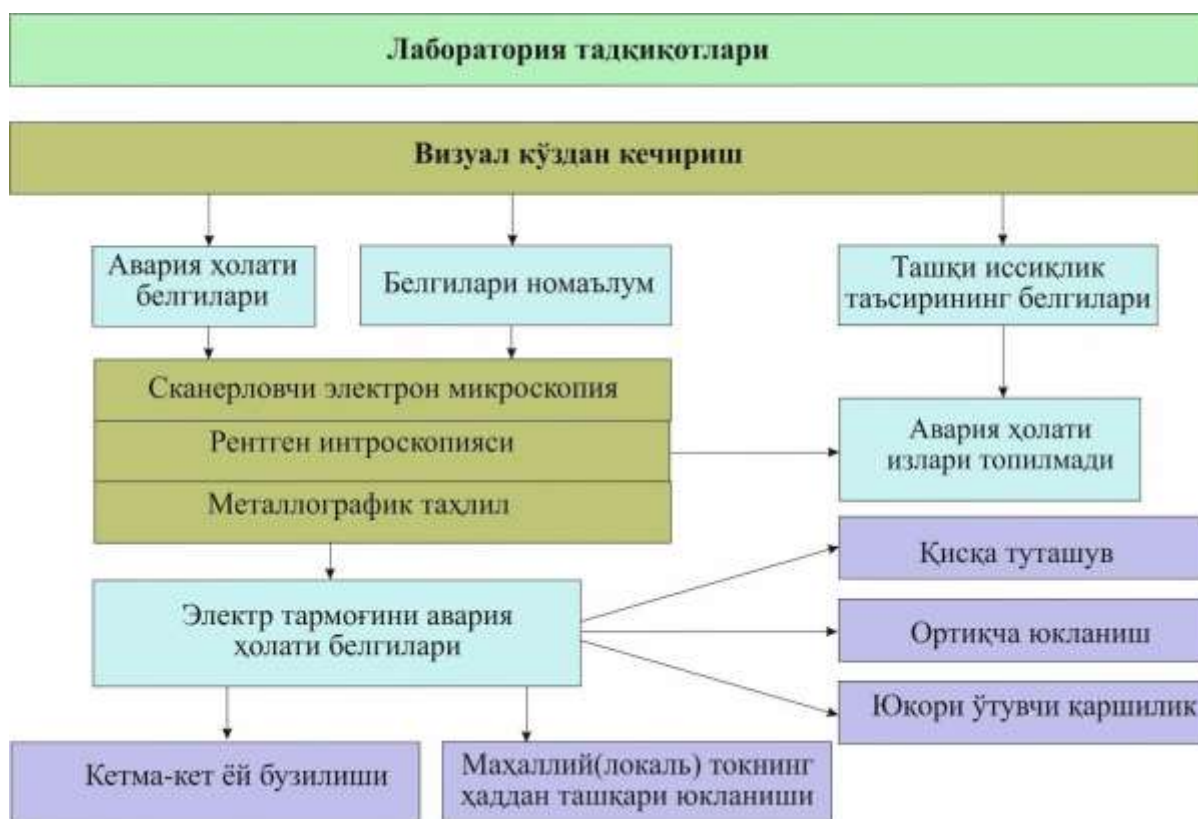 Лаборатория тадқиқотлари
Визуал кўздан кечириш
Авария ҳолати
белгилари
Белгилари номаълум
Ташқи иссиқлик
таъсирининг белгилари
Сканерловчи электрон микроскопия
Рентген интроскопияси
Металлографик таҳлил
Авария ҳолати
излари топилмади
Қисқа туташув
Электр тармоғини авария
ҳолати белгилари
Ортиқча юкланиш
Юқори ўтувчи қаршилик
Кетма-кет ёй бузилиши
Маҳаллий(локаль) токнинг
ҳаддан ташқари юкланиши